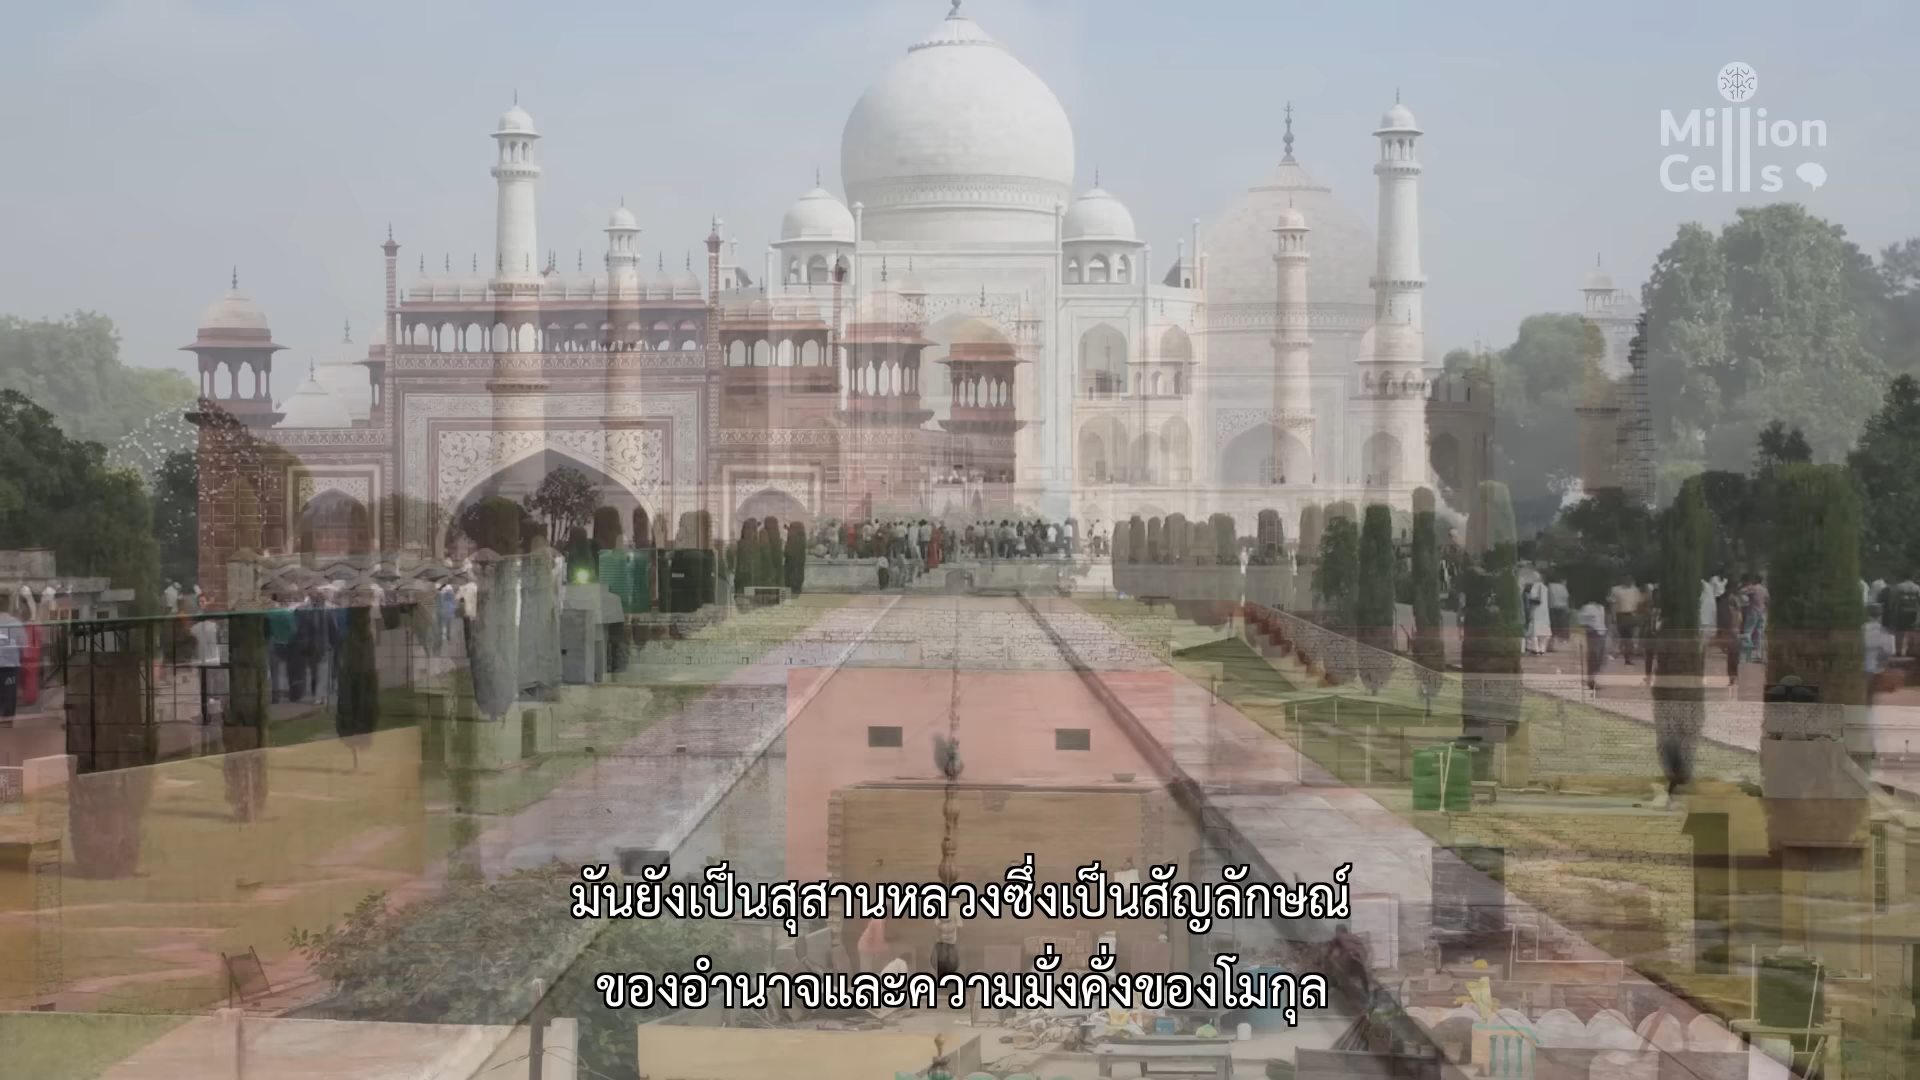 Million
Cells
มันยังเป็นสุสานหลวงซึ่งเป็นสัญลักษณ์
ของอำนาจและความมั่งคั่งของโมกุล